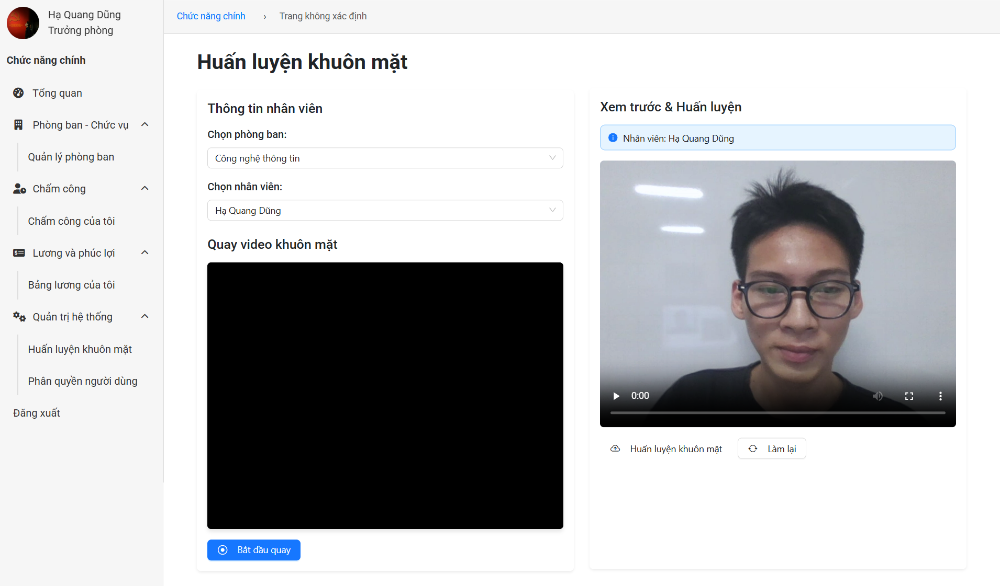 Hạ Quang Dũng
Trưởng phòng
Chức năng chính
Tổng quan
Phòng ban - Chức vụ
Quản lý phòng ban
Chấm công
Chấm công của tôi
Lương và phúc lợi
Bảng lương của tôi
Quản trị hệ thống
Huấn luyện khuôn mặt
Phân quyền người dùng
Đăng xuất
Chức năng chính › Trang không xác định
Huấn luyện khuôn mặt
Thông tin nhân viên
Chọn phòng ban:
Công nghệ thông tin
Chọn nhân viên:
Hạ Quang Dũng
Quay video khuôn mặt
Bắt đầu quay
Xem trước & Huấn luyện
Nhân viên: Hạ Quang Dũng
0:00
Huấn luyện khuôn mặt
Làm lại